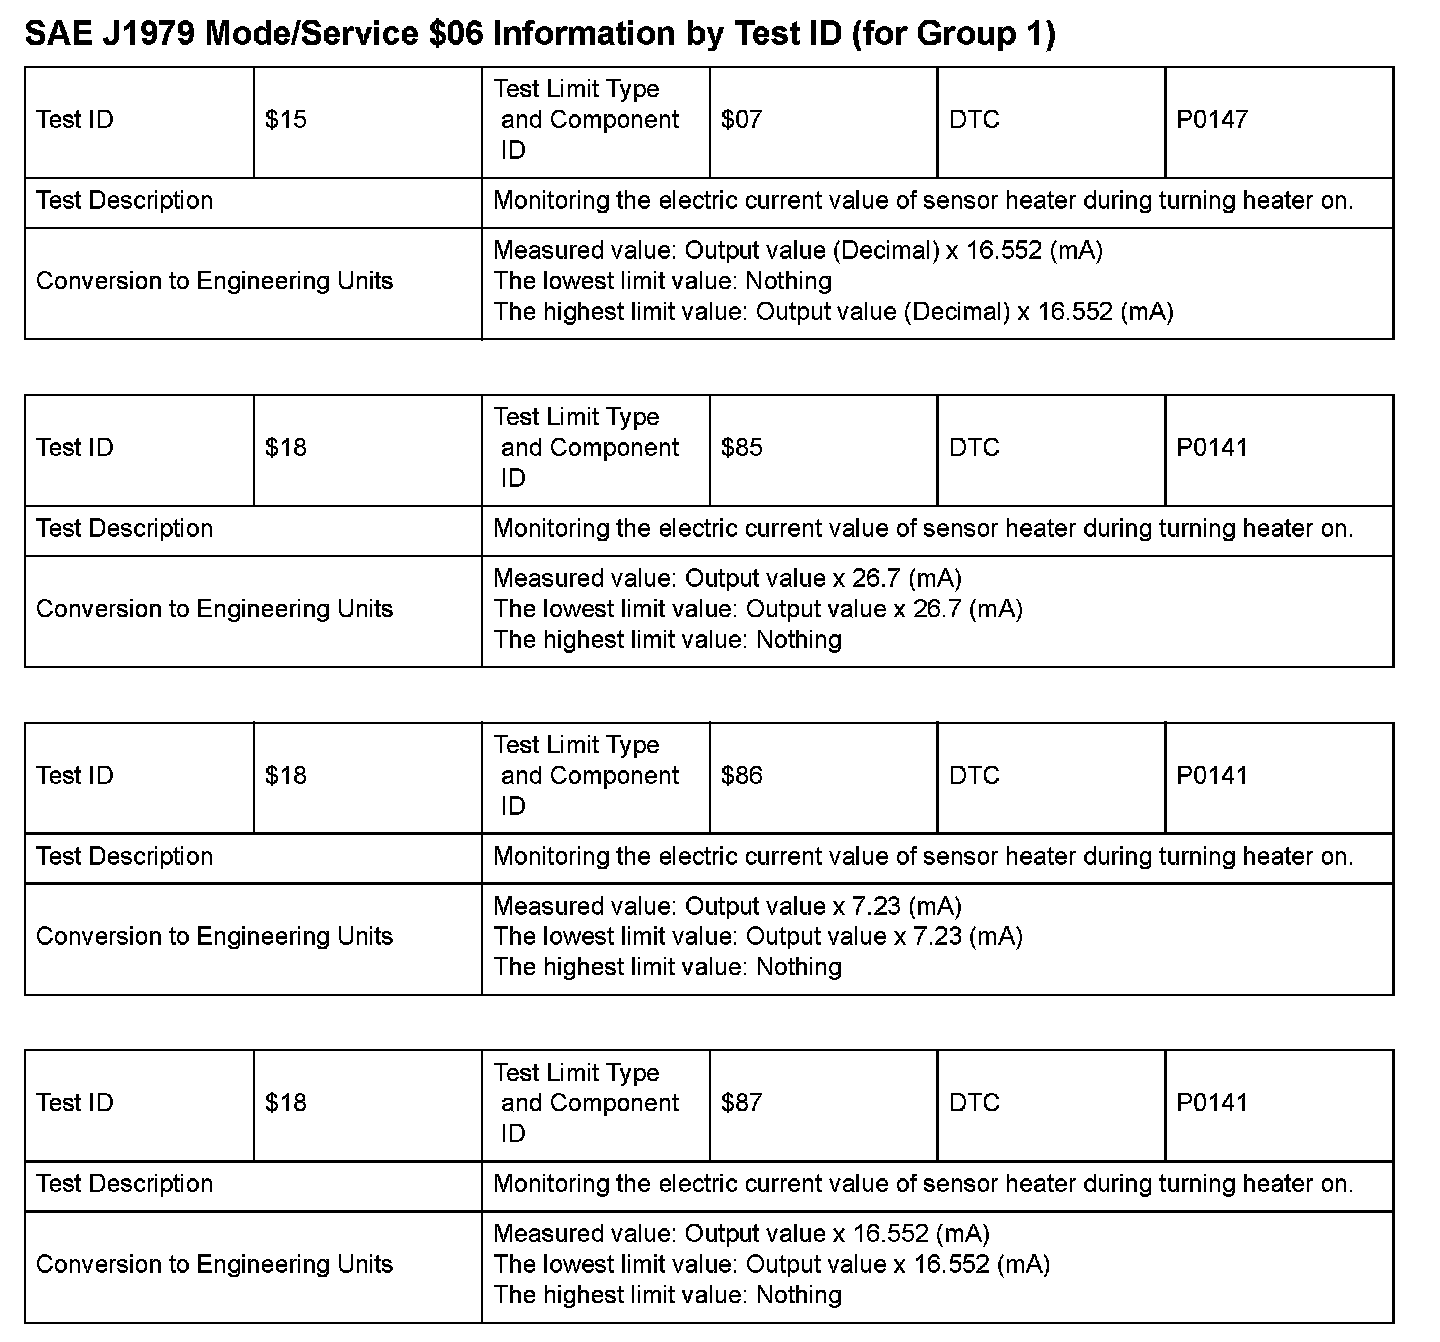 SAE J1979 Mode/Service $06 Information by Test ID (for Group 1)
Test ID
$15
Test Limit Type
and Component
ID
$07
DTC
P0147
Test Description
Monitoring the electric current value of sensor heater during turning heater on.
Conversion to Engineering Units
Measured value: Output value (Decimal) x 16.552 (mA)
The lowest limit value: Nothing
The highest limit value: Output value (Decimal) x 16.552 (mA)
Test ID
$18
Test Limit Type
and Component
ID
$85
DTC
P0141
Test Description
Monitoring the electric current value of sensor heater during turning heater on.
Conversion to Engineering Units
Measured value: Output value x 26.7 (mA)
The lowest limit value: Output value x 26.7 (mA)
The highest limit value: Nothing
Test ID
$18
Test Limit Type
and Component
ID
$86
DTC
P0141
Test Description
Monitoring the electric current value of sensor heater during turning heater on.
Conversion to Engineering Units
Measured value: Output value x 7.23 (mA)
The lowest limit value: Output value x 7.23 (mA)
The highest limit value: Nothing
Test ID
$18
Test Limit Type
and Component
ID
$87
DTC
P0141
Test Description
Monitoring the electric current value of sensor heater during turning heater on.
Conversion to Engineering Units
Measured value: Output value x 16.552 (mA)
The lowest limit value: Output value x 16.552 (mA)
The highest limit value: Nothing